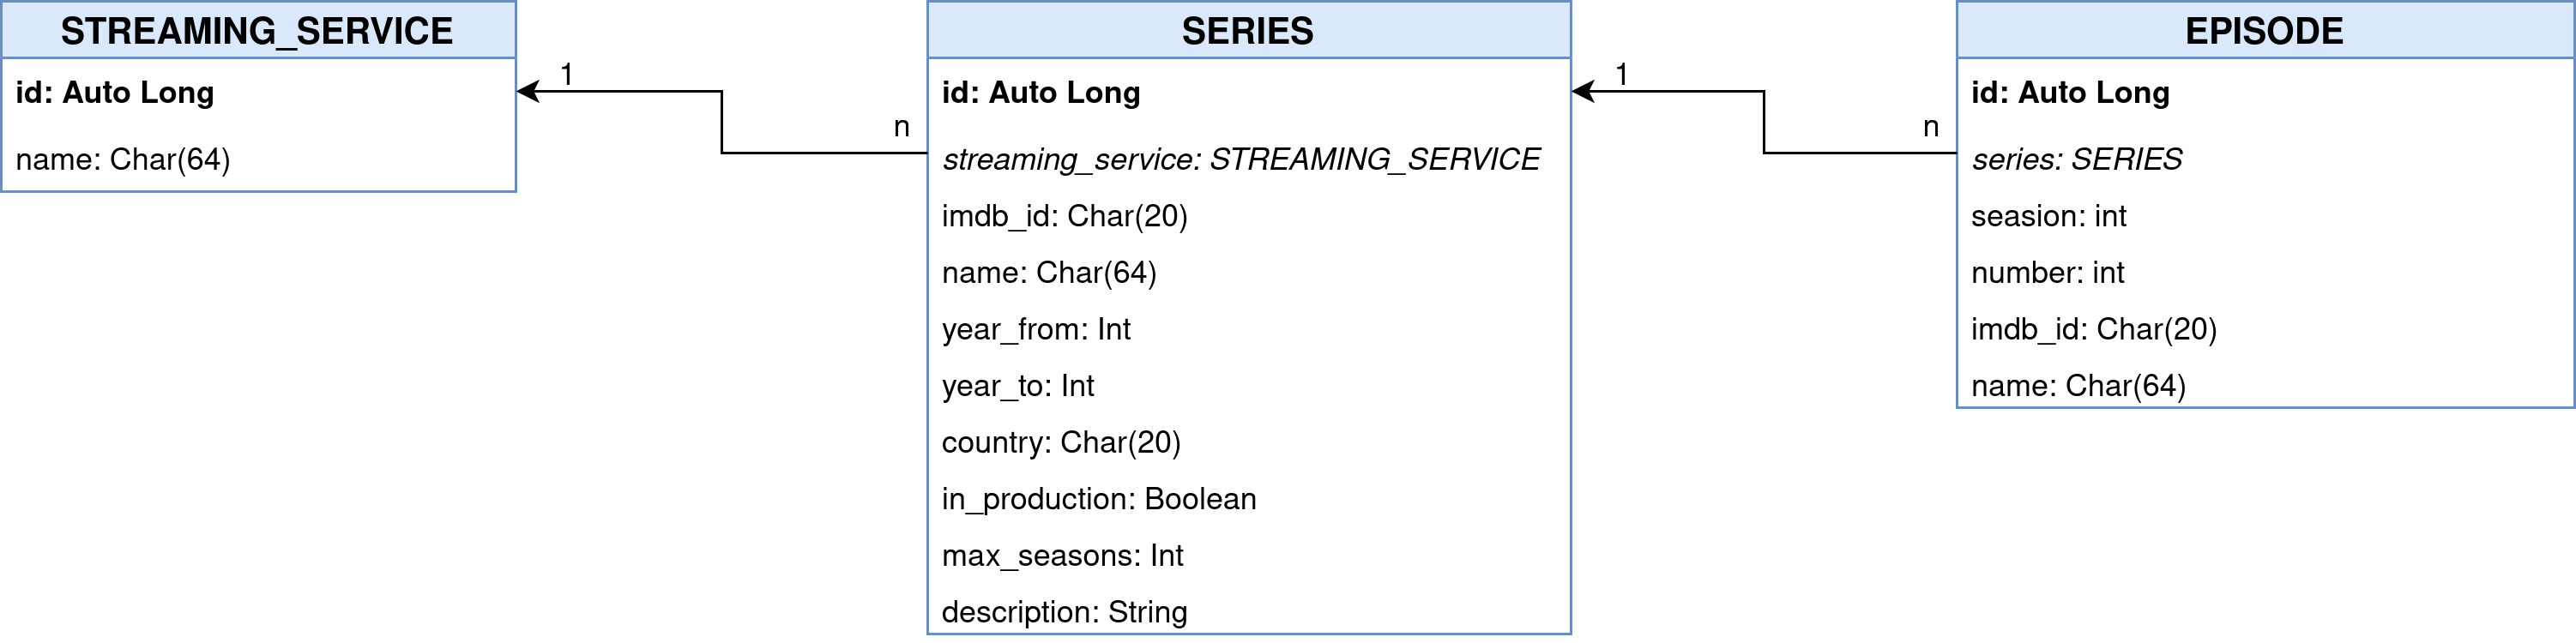 STREAMING_SERVICE
id: Auto Long
name: Char(64)
1
n
SERIES
id: Auto Long
streaming_service: STREAMING_SERVICE
imdb_id: Char(20)
name: Char(64)
year_from: Int
year_to: Int
country: Char(20)
in_production: Boolean
max_seasons: Int
description: String
1
n
EPISODE
id: Auto Long
series: SERIES
seasion: int
number: int
imdb_id: Char(20)
name: Char(64)